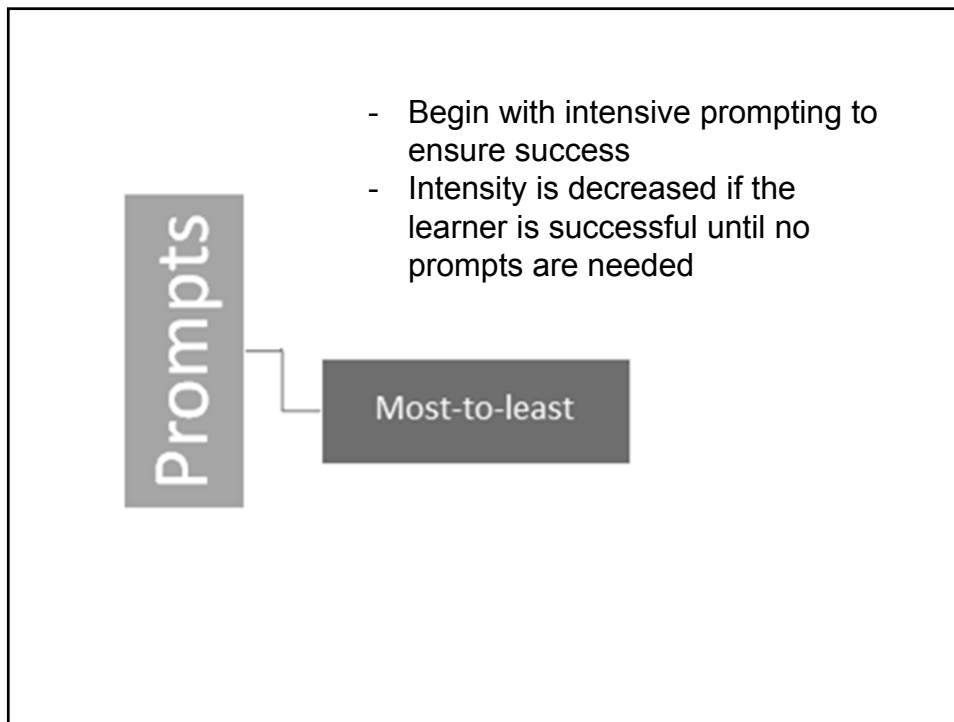 - Begin with intensive prompting to
ensure success
- Intensity is decreased if the
learner is successful until no
prompts are needed
Prompts
Most-to-least